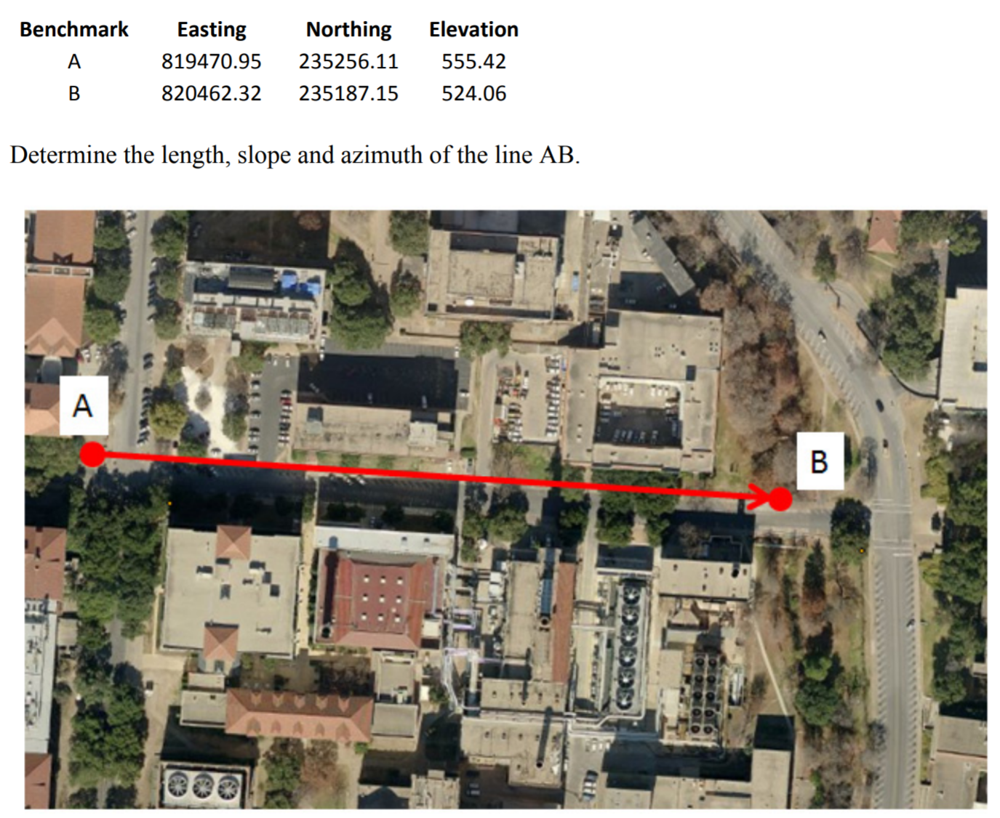 Benchmark Easting Northing Elevation
A 819470.95 235256.11 555.42
B 820462.32 235187.15 524.06
Determine the length, slope and azimuth of the line AB.
A
B